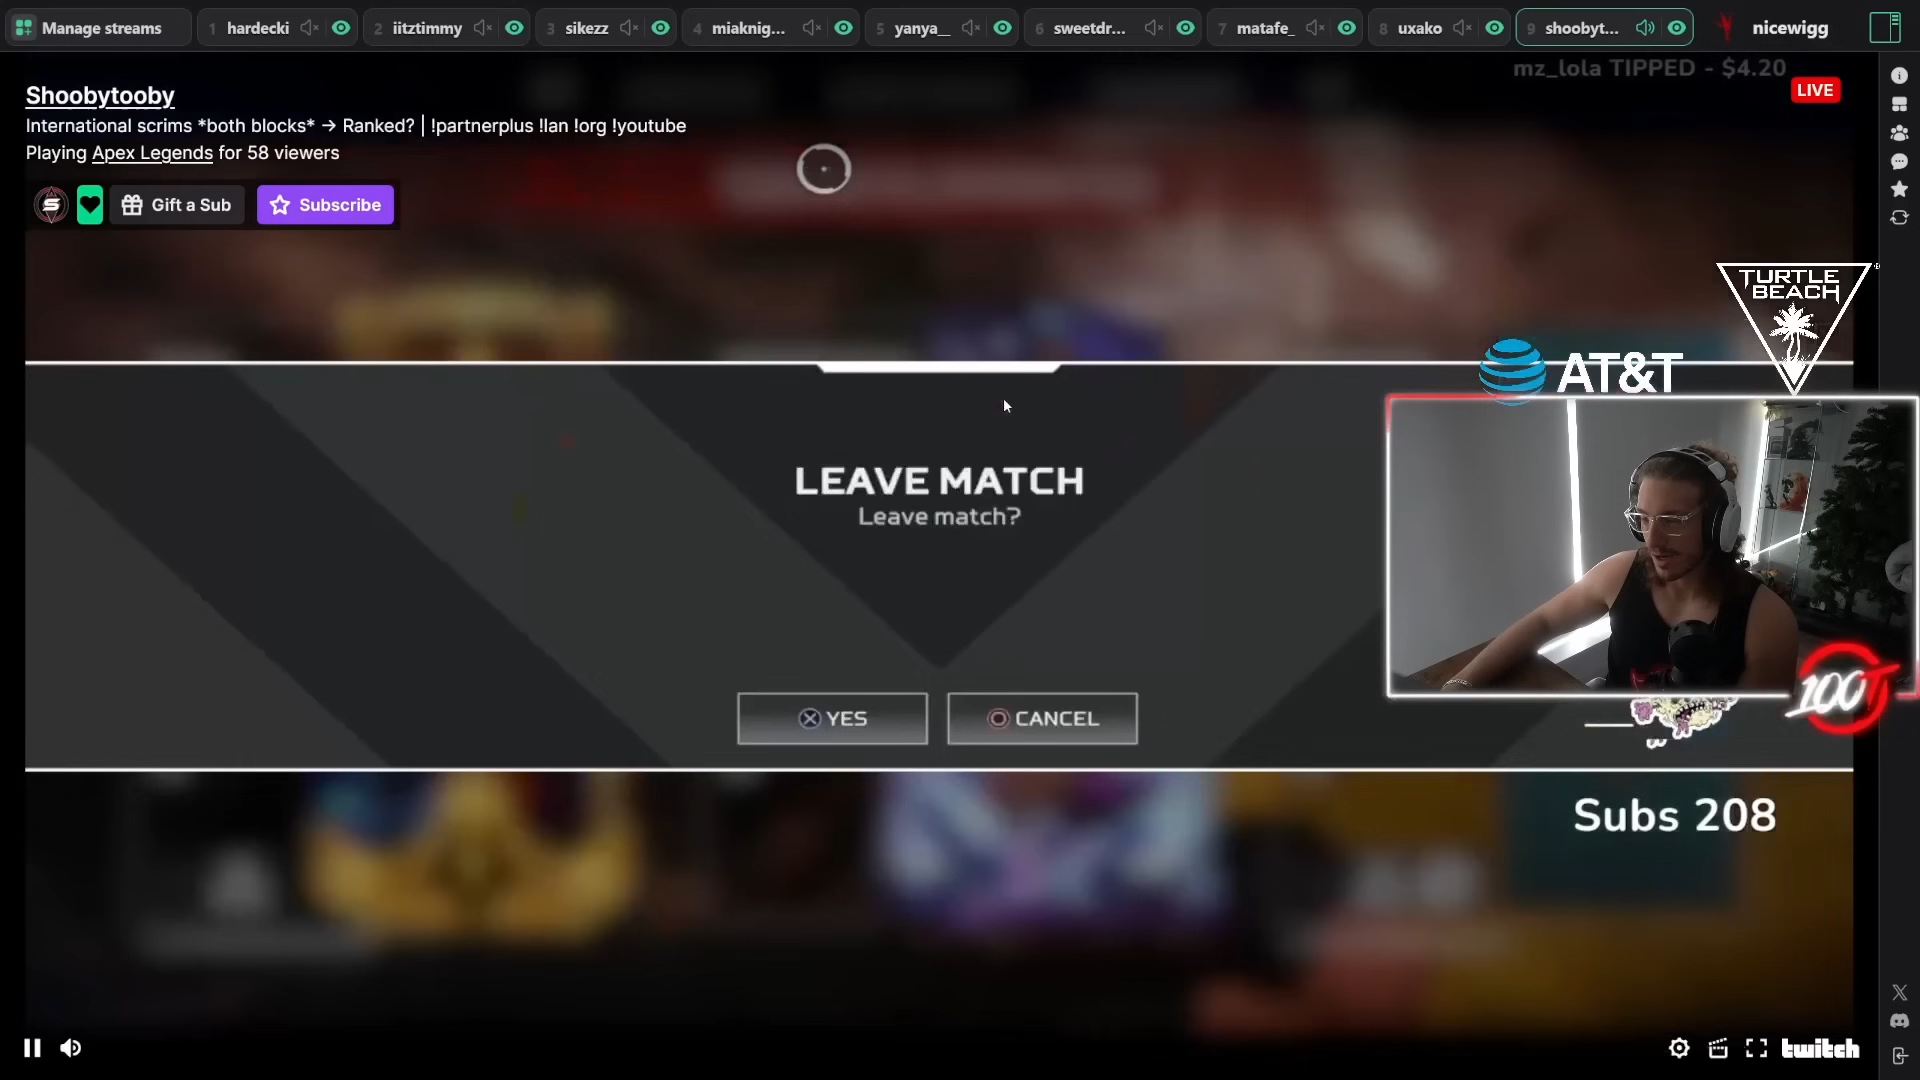 Manage streams
1 hardecki
2 iitztimmy
3 sikezz
4 miaknig...
5 yanya__
6 sweetdr...
7 matafe_
8 uxako
9 shoobyt...
nicewigg
mz_lola TIPPED - $4.20
LIVE
Shoobytooby
International scrims *both blocks* → Ranked? | !partnerplus !lan !org !youtube
Playing Apex Legends for 58 viewers
Gift a Sub
Subscribe
TURTLE
BEACH
AT&T
LEAVE MATCH
Leave match?
YES
CANCEL
100T
Subs 208
twitch